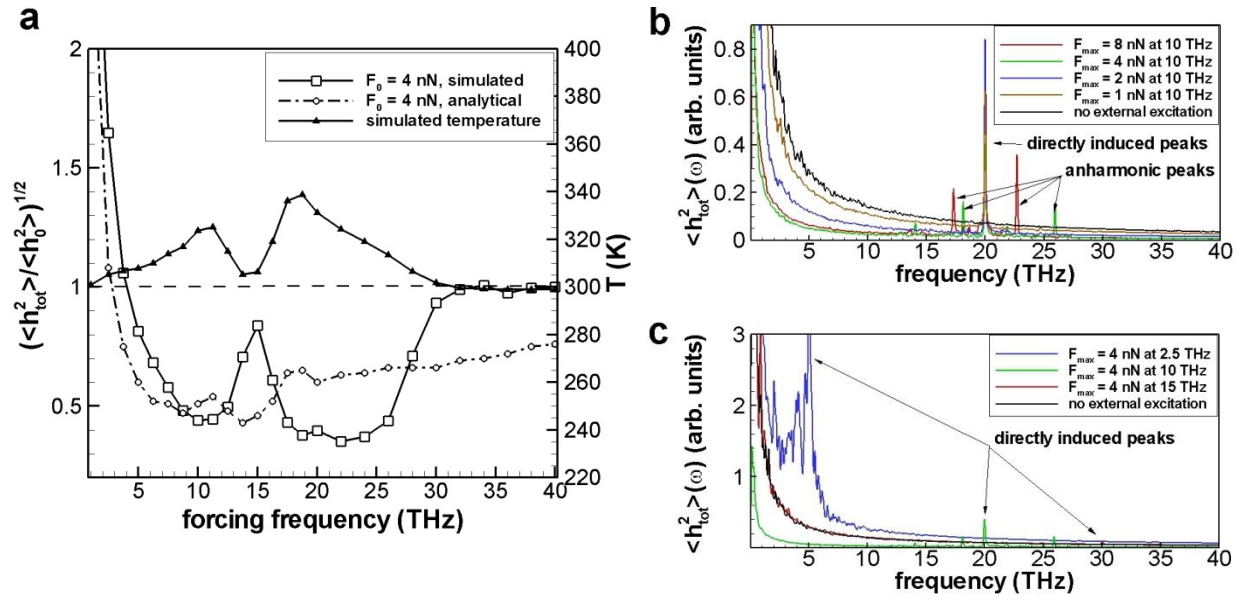 a
(<h²tot>/<h²0>)^1/2
2
1.5
1
0.5
400
380
360
340
320
300
280
260
240
220
T (K)
F0 = 4 nN, simulated
F0 = 4 nN, analytical
simulated temperature
5 10 15 20 25 30 35 40
forcing frequency (THz)
b
<h²tot>(ω) (arb. units)
0.8
0.6
0.4
0.2
0
Fmax = 8 nN at 10 THz
Fmax = 4 nN at 10 THz
Fmax = 2 nN at 10 THz
Fmax = 1 nN at 10 THz
no external excitation
directly induced peaks
anharmonic peaks
5 10 15 20 25 30 35 40
frequency (THz)
c
<h²tot>(ω) (arb. units)
3
2
1
Fmax = 4 nN at 2.5 THz
Fmax = 4 nN at 10 THz
Fmax = 4 nN at 15 THz
no external excitation
directly induced peaks
5 10 15 20 25 30 35 40
frequency (THz)